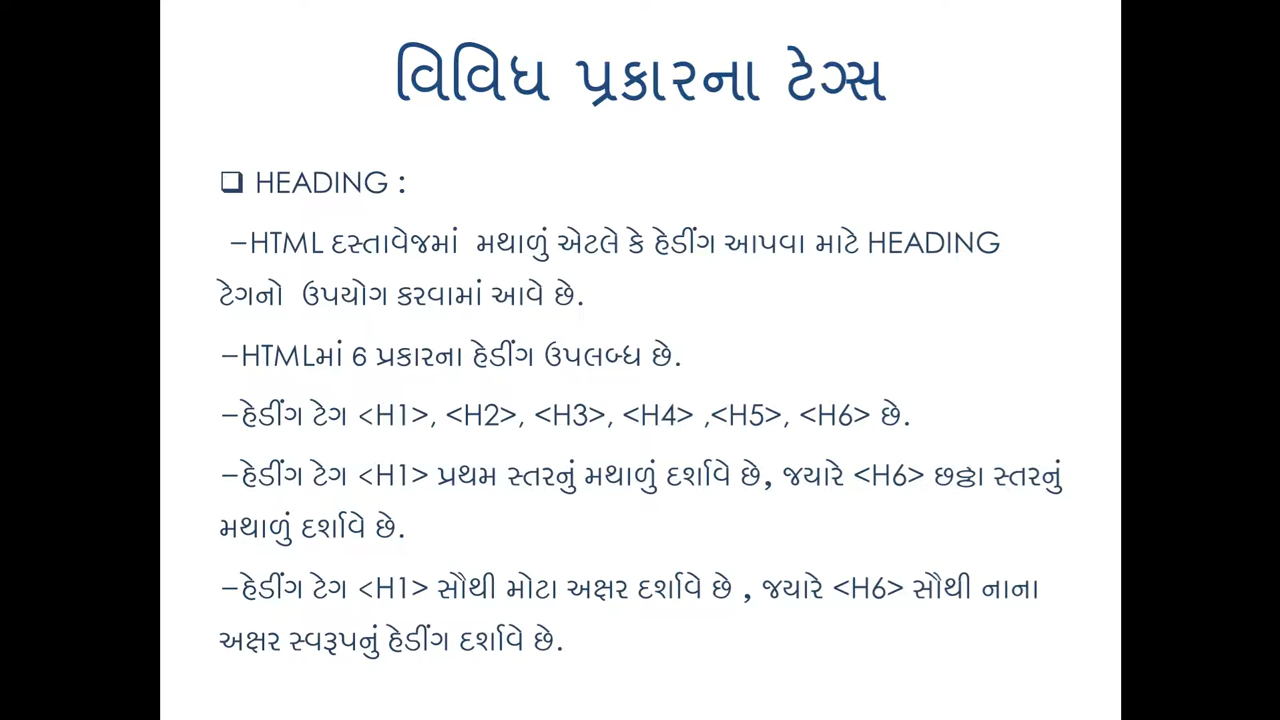 વિવિધ પ્રકારના ટેગ્સ
❑ HEADING :
–HTML દસ્તાવેજમાં મથાળું એટલે કે હેડીંગ આપવા માટે HEADING
ટેગનો ઉપયોગ કરવામાં આવે છે.
–HTMLમાં 6 પ્રકારના હેડીંગ ઉપલબ્ધ છે.
–હેડીંગ ટેગ <H1>, <H2>, <H3>, <H4> ,<H5>, <H6> છે.
–હેડીંગ ટેગ <H1> પ્રથમ સ્તરનું મથાળું દર્શાવે છે, જયારે <H6> છઠ્ઠા સ્તરનું
મથાળું દર્શાવે છે.
–હેડીંગ ટેગ <H1> સૌથી મોટા અક્ષર દર્શાવે છે , જયારે <H6> સૌથી નાના
અક્ષર સ્વરૂપનું હેડીંગ દર્શાવે છે.